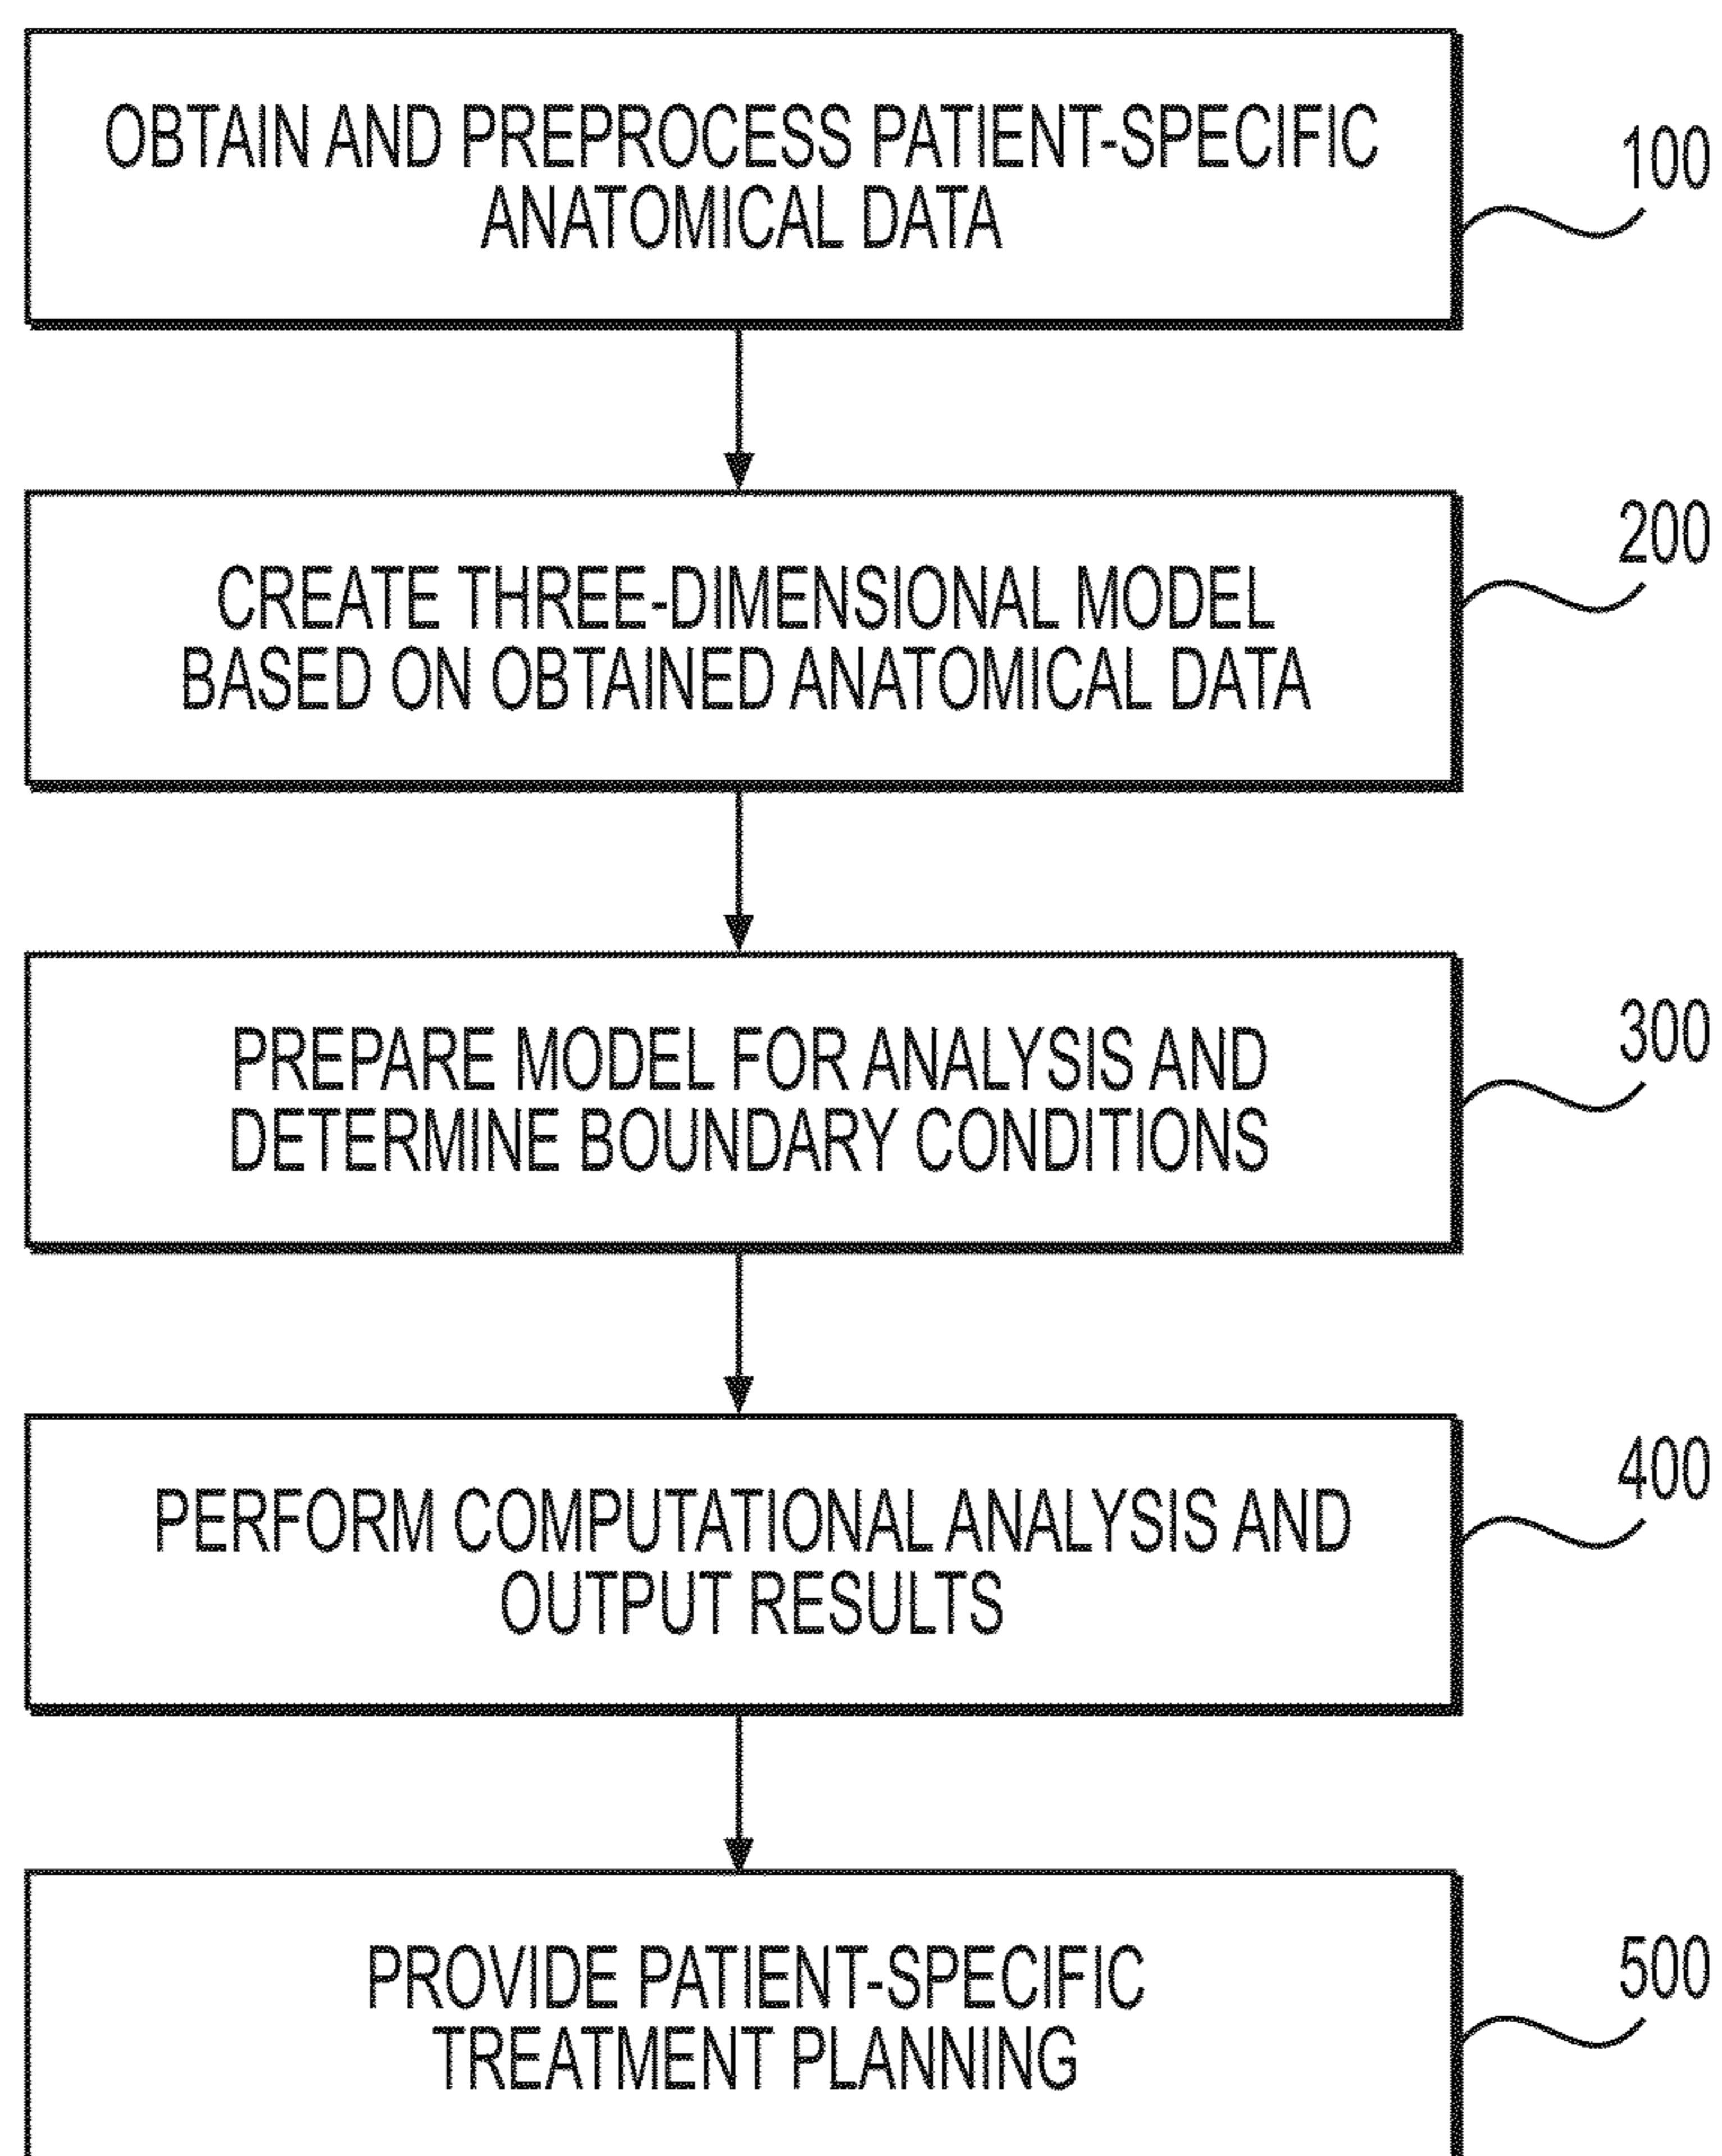 OBTAIN AND PREPROCESS PATIENT-SPECIFIC
ANATOMICAL DATA
100
CREATE THREE-DIMENSIONAL MODEL
BASED ON OBTAINED ANATOMICAL DATA
200
PREPARE MODEL FOR ANALYSIS AND
DETERMINE BOUNDARY CONDITIONS
300
PERFORM COMPUTATIONAL ANALYSIS AND
OUTPUT RESULTS
400
PROVIDE PATIENT-SPECIFIC
TREATMENT PLANNING
500